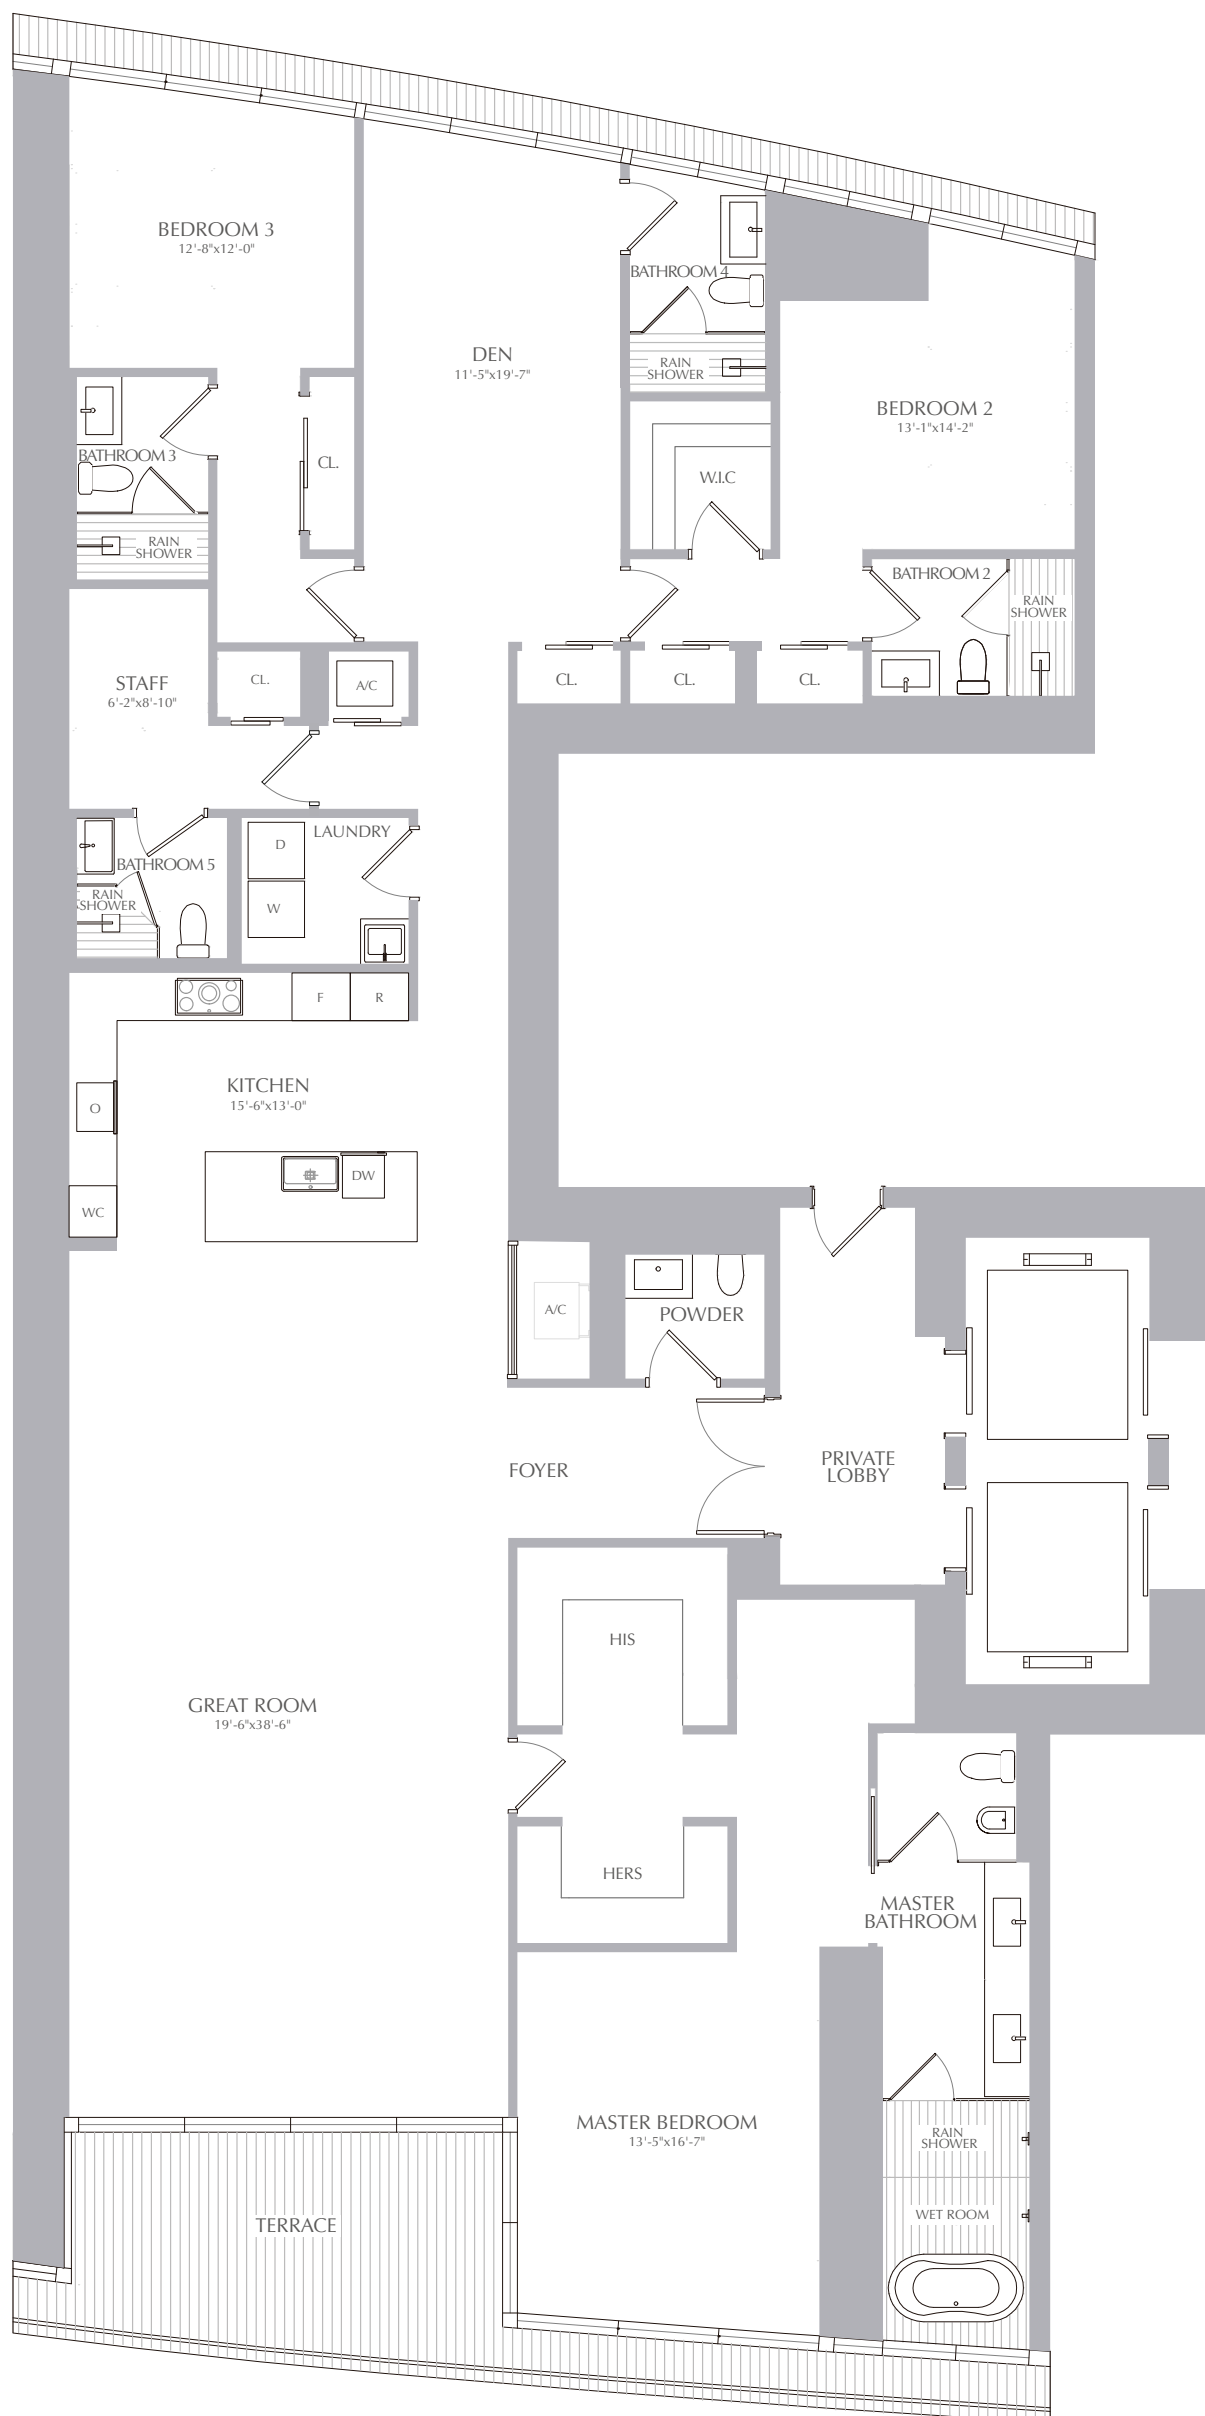 BEDROOM 3
12'-8"x12'-0"
BATHROOM 4
RAIN
SHOWER
DEN
11'-5"x19'-7"
BEDROOM 2
13'-1"x14'-2"
BATHROOM 3
CL.
W.I.C
RAIN
SHOWER
BATHROOM 2
RAIN
SHOWER
STAFF
6'-2"x8'-10"
CL.
A/C
CL.
CL.
CL.
LAUNDRY
D
W
BATHROOM 5
RAIN
SHOWER
F
R
KITCHEN
15'-6"x13'-0"
O
DW
WC
A/C
POWDER
FOYER
PRIVATE
LOBBY
HIS
GREAT ROOM
19'-6"x38'-6"
HERS
MASTER
BATHROOM
MASTER BEDROOM
13'-5"x16'-7"
RAIN
SHOWER
WET ROOM
TERRACE